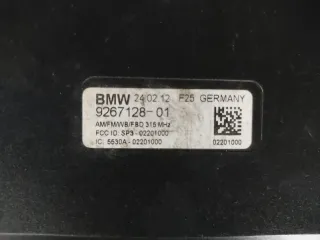 BMW 24.02.12 F25 GERMANY
9267128-01
AM/FM/WB/FBD 315 MHz
FCC ID: SP3-02201000
IC: 5530A-02201000 02201000